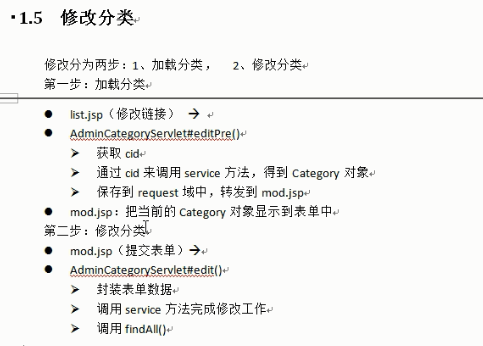 1.5 修改分类
修改分为两步：1、加载分类， 2、修改分类
第一步：加载分类
● list.jsp（修改链接） →
● AdminCategoryServlet#editPre()
➢ 获取 cid
➢ 通过 cid 来调用 service 方法，得到 Category 对象
➢ 保存到 request 域中，转发到 mod.jsp
● mod.jsp：把当前的 Category 对象显示到表单中
第二步：修改分类
● mod.jsp（提交表单）→
● AdminCategoryServlet#edit()
➢ 封装表单数据
➢ 调用 service 方法完成修改工作
➢ 调用 findAll()